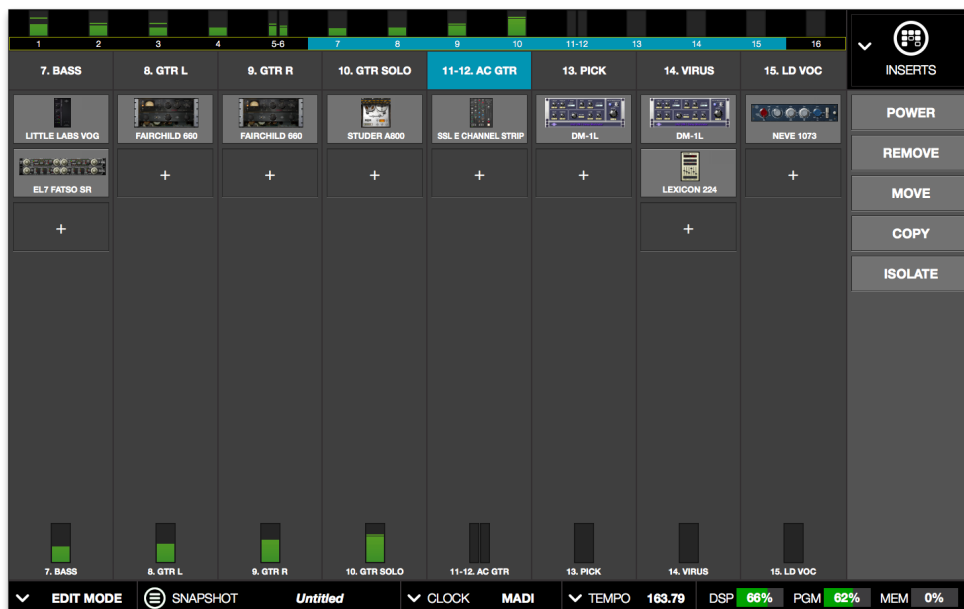 1 2 3 4 5-6 7 8 9 10 11-12 13 14 15 16
INSERTS
7. BASS 8. GTR L 9. GTR R 10. GTR SOLO 11-12. AC GTR 13. PICK 14. VIRUS 15. LD VOC
LITTLE LABS VOG FAIRCHILD 660 FAIRCHILD 660 STUDER A800 SSL E CHANNEL STRIP DM-1L DM-1L NEVE 1073
EL7 FATSO SR + + + + + LEXICON 224 +
+ +
POWER
REMOVE
MOVE
COPY
ISOLATE
7. BASS 8. GTR L 9. GTR R 10. GTR SOLO 11-12. AC GTR 13. PICK 14. VIRUS 15. LD VOC
EDIT MODE SNAPSHOT Untitled CLOCK MADI TEMPO 163.79 DSP 66% PGM 62% MEM 0%